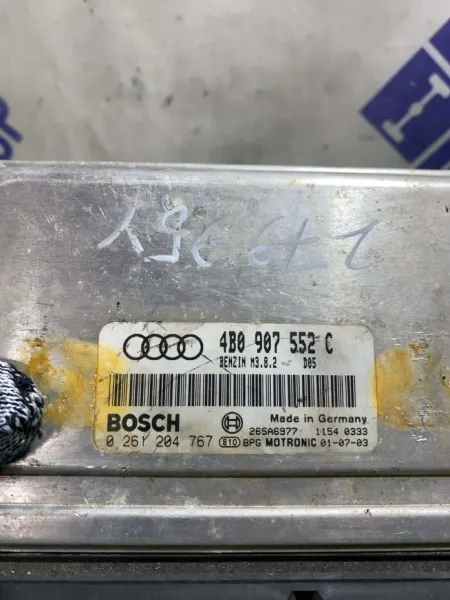 4B0 907 552 C
BENZIN M3.8.2 D05
BOSCH
Made in Germany
26SA6977 1154 0333
0 261 204 767 810 BPG MOTRONIC 01-07-03